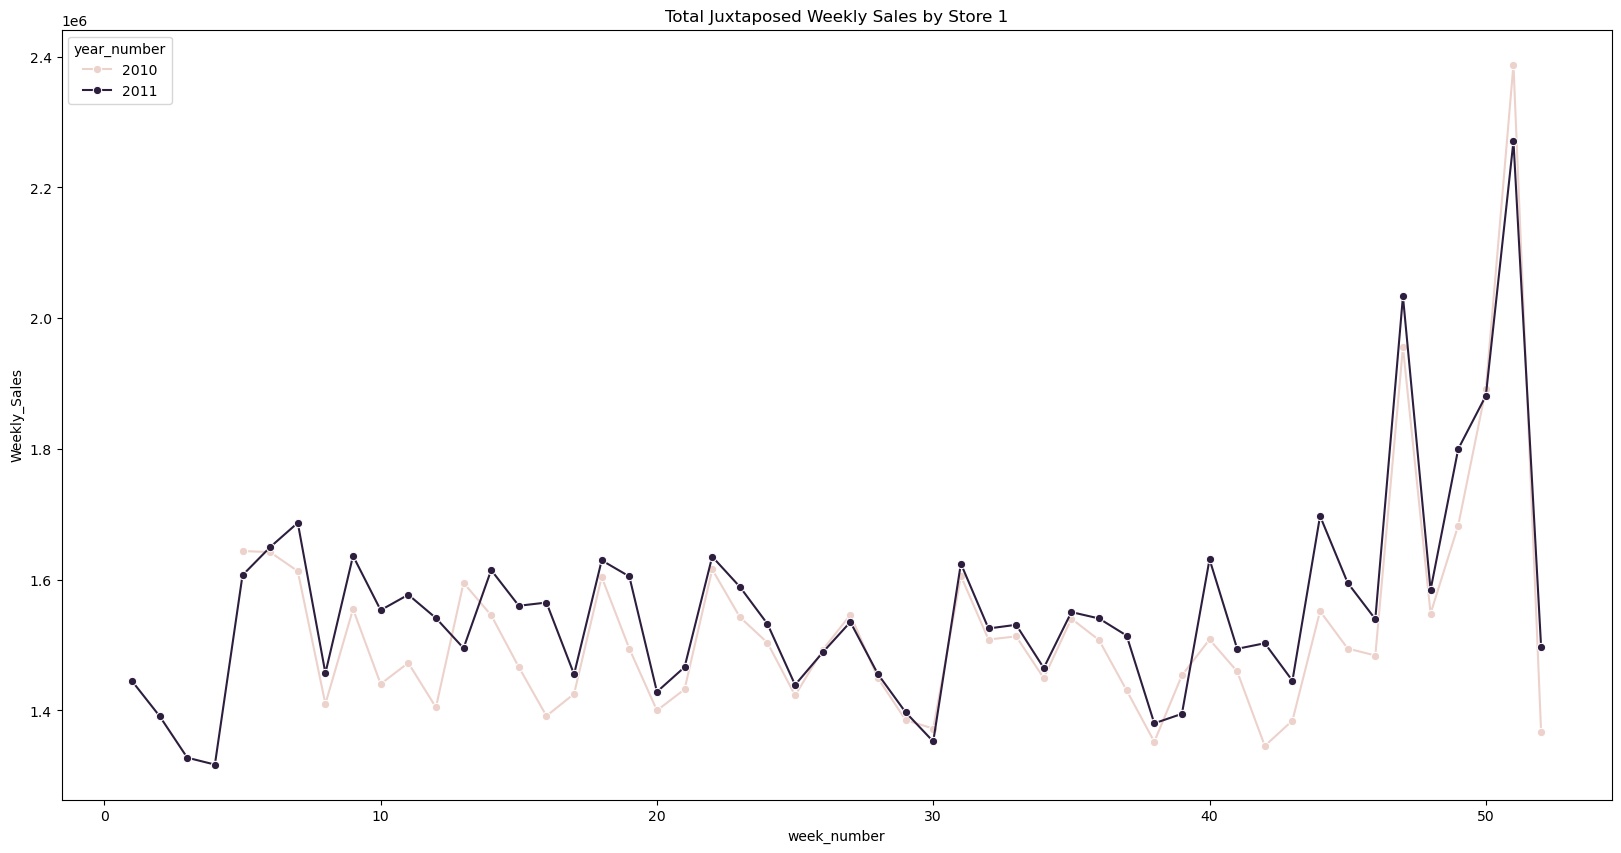 Total Juxtaposed Weekly Sales by Store 1
1e6
year_number
2010
2011
2.4
2.2
2.0
1.8
1.6
1.4
Weekly_Sales
0 10 20 30 40 50
week_number